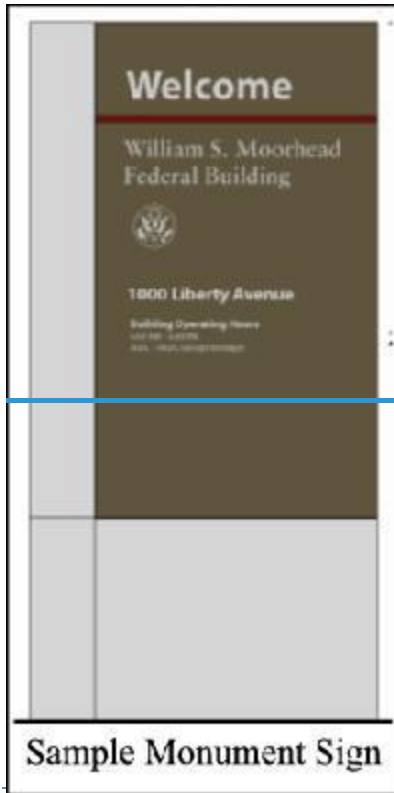 Welcome
William S. Moorhead
Federal Building
1000 Liberty Avenue
Building Operating Hours
Sample Monument Sign